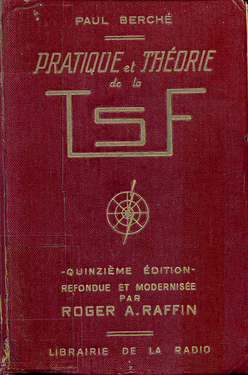 PAUL BERCHÉ
PRATIQUE et THÉORIE
de la
TSF
-QUINZIÈME ÉDITION-
REFONDUE ET MODERNISÉE
PAR
ROGER A. RAFFIN
LIBRAIRIE DE LA RADIO